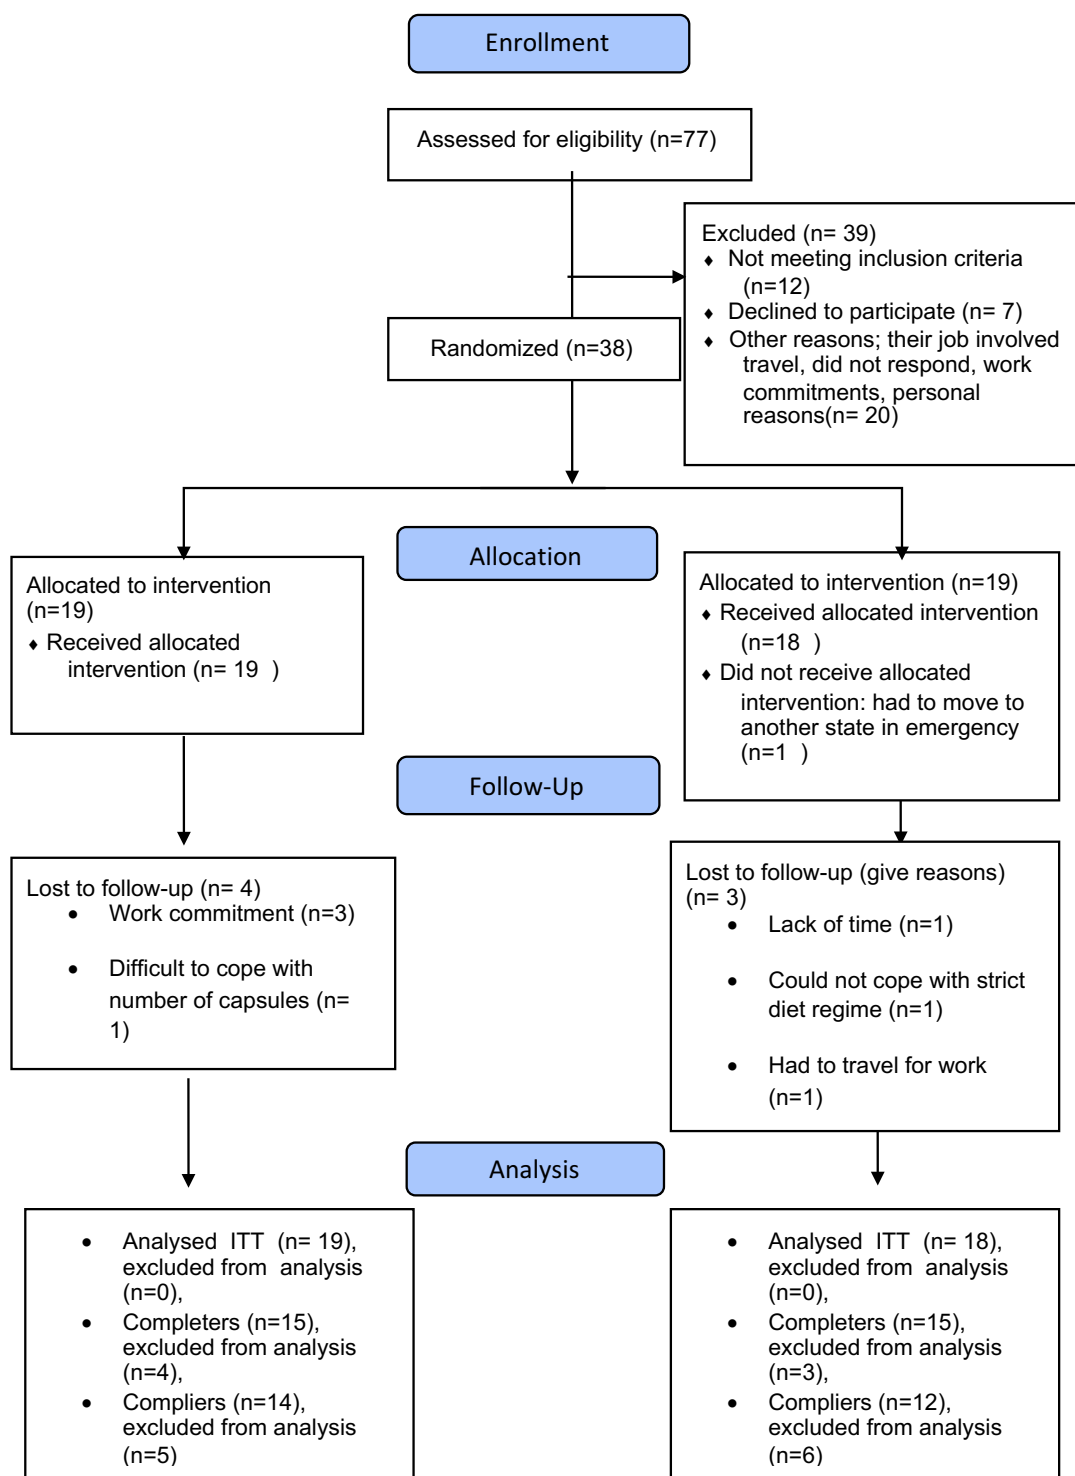 Enrollment
Assessed for eligibility (n=77)
Excluded (n= 39)
♦ Not meeting inclusion criteria
(n=12)
♦ Declined to participate (n= 7)
♦ Other reasons; their job involved
travel, did not respond, work
commitments, personal
reasons(n= 20)
Randomized (n=38)
Allocation
Allocated to intervention
(n=19)
♦ Received allocated
intervention (n= 19 )
Allocated to intervention (n=19)
♦ Received allocated intervention
(n=18 )
♦ Did not receive allocated
intervention: had to move to
another state in emergency
(n=1 )
Follow-Up
Lost to follow-up (n= 4)
• Work commitment (n=3)
• Difficult to cope with
number of capsules (n=
1)
Lost to follow-up (give reasons)
(n= 3)
• Lack of time (n=1)
• Could not cope with strict
diet regime (n=1)
• Had to travel for work
(n=1)
Analysis
• Analysed ITT (n= 19),
excluded from analysis
(n=0),
• Completers (n=15),
excluded from analysis
(n=4),
• Compliers (n=14),
excluded from analysis
(n=5)
• Analysed ITT (n= 18),
excluded from analysis
(n=0),
• Completers (n=15),
excluded from analysis
(n=3),
• Compliers (n=12),
excluded from analysis
(n=6)